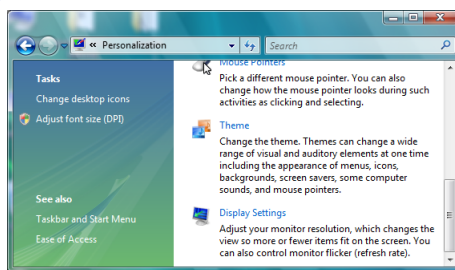 « Personalization
Search
Tasks
Change desktop icons
Adjust font size (DPI)
See also
Taskbar and Start Menu
Ease of Access
Mouse Pointers
Pick a different mouse pointer. You can also
change how the mouse pointer looks during such
activities as clicking and selecting.
Theme
Change the theme. Themes can change a wide
range of visual and auditory elements at one time
including the appearance of menus, icons,
backgrounds, screen savers, some computer
sounds, and mouse pointers.
Display Settings
Adjust your monitor resolution, which changes the
view so more or fewer items fit on the screen. You
can also control monitor flicker (refresh rate).